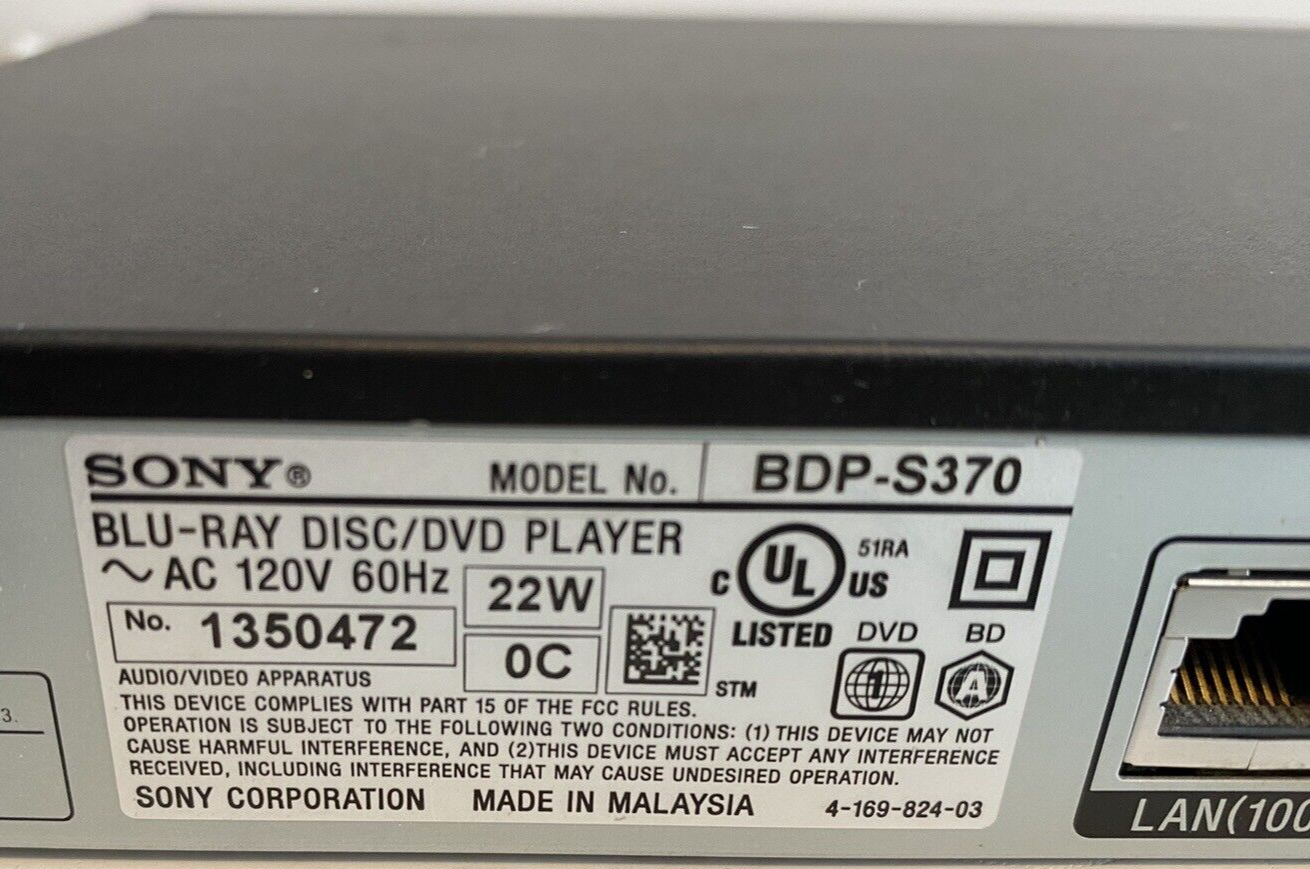 SONY® MODEL No. BDP-S370
BLU-RAY DISC/DVD PLAYER
~ AC 120V 60Hz 22W
No. 1350472
0C
STM
C UL US 51RA
LISTED
DVD BD
1 A
AUDIO/VIDEO APPARATUS
THIS DEVICE COMPLIES WITH PART 15 OF THE FCC RULES.
OPERATION IS SUBJECT TO THE FOLLOWING TWO CONDITIONS: (1) THIS DEVICE MAY NOT
CAUSE HARMFUL INTERFERENCE, AND (2)THIS DEVICE MUST ACCEPT ANY INTERFERENCE
RECEIVED, INCLUDING INTERFERENCE THAT MAY CAUSE UNDESIRED OPERATION.
SONY CORPORATION MADE IN MALAYSIA 4-169-824-03
3.
LAN(100